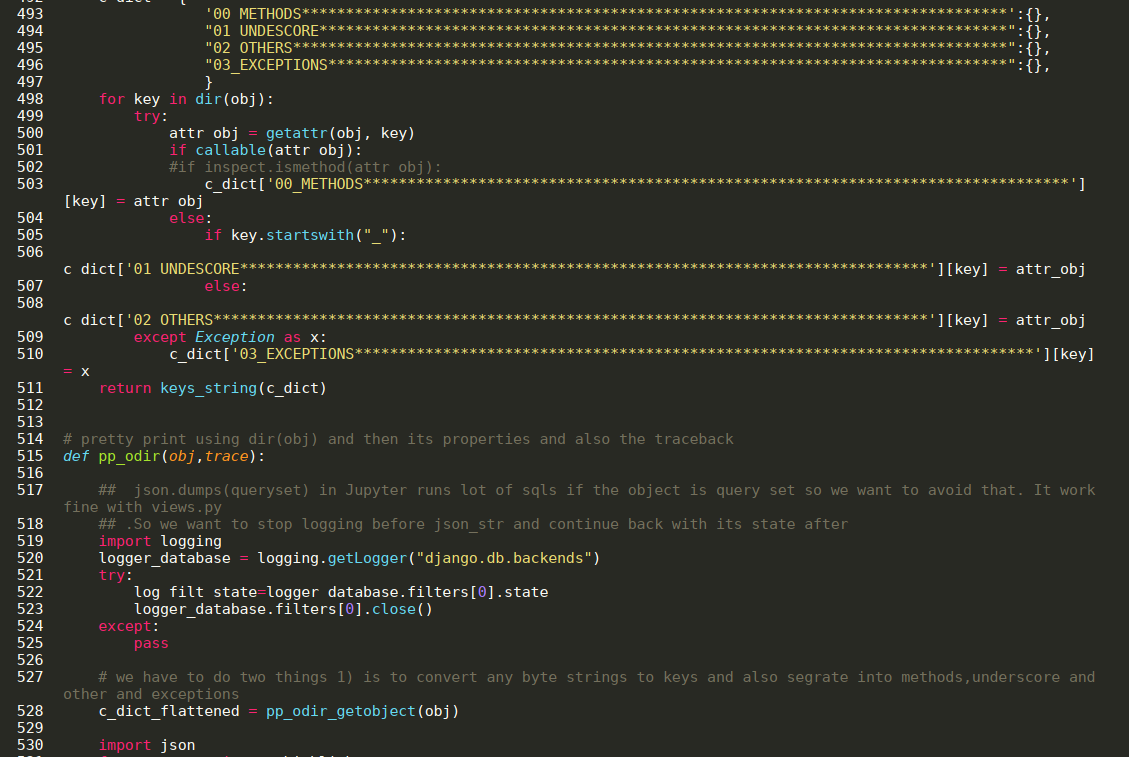 493 '00 METHODS********************************************************************************':{},
494 "01 UNDESCORE******************************************************************************":{},
495 "02 OTHERS*********************************************************************************":{},
496 "03_EXCEPTIONS*****************************************************************************":{},
497 }
498 for key in dir(obj):
499 try:
500 attr obj = getattr(obj, key)
501 if callable(attr obj):
502 #if inspect.ismethod(attr obj):
503 c_dict['00_METHODS********************************************************************************']
[key] = attr obj
504 else:
505 if key.startswith("_"):
506
c dict['01 UNDESCORE******************************************************************************'][key] = attr_obj
507 else:
508
c dict['02 OTHERS*********************************************************************************'][key] = attr_obj
509 except Exception as x:
510 c_dict['03_EXCEPTIONS*****************************************************************************'][key]
= x
511 return keys_string(c_dict)
512
513
514 # pretty print using dir(obj) and then its properties and also the traceback
515 def pp_odir(obj,trace):
516
517 ## json.dumps(queryset) in Jupyter runs lot of sqls if the object is query set so we want to avoid that. It work
fine with views.py
518 ## .So we want to stop logging before json_str and continue back with its state after
519 import logging
520 logger_database = logging.getLogger("django.db.backends")
521 try:
522 log filt state=logger database.filters[0].state
523 logger_database.filters[0].close()
524 except:
525 pass
526
527 # we have to do two things 1) is to convert any byte strings to keys and also segrate into methods,underscore and
other and exceptions
528 c_dict_flattened = pp_odir_getobject(obj)
529
530 import json